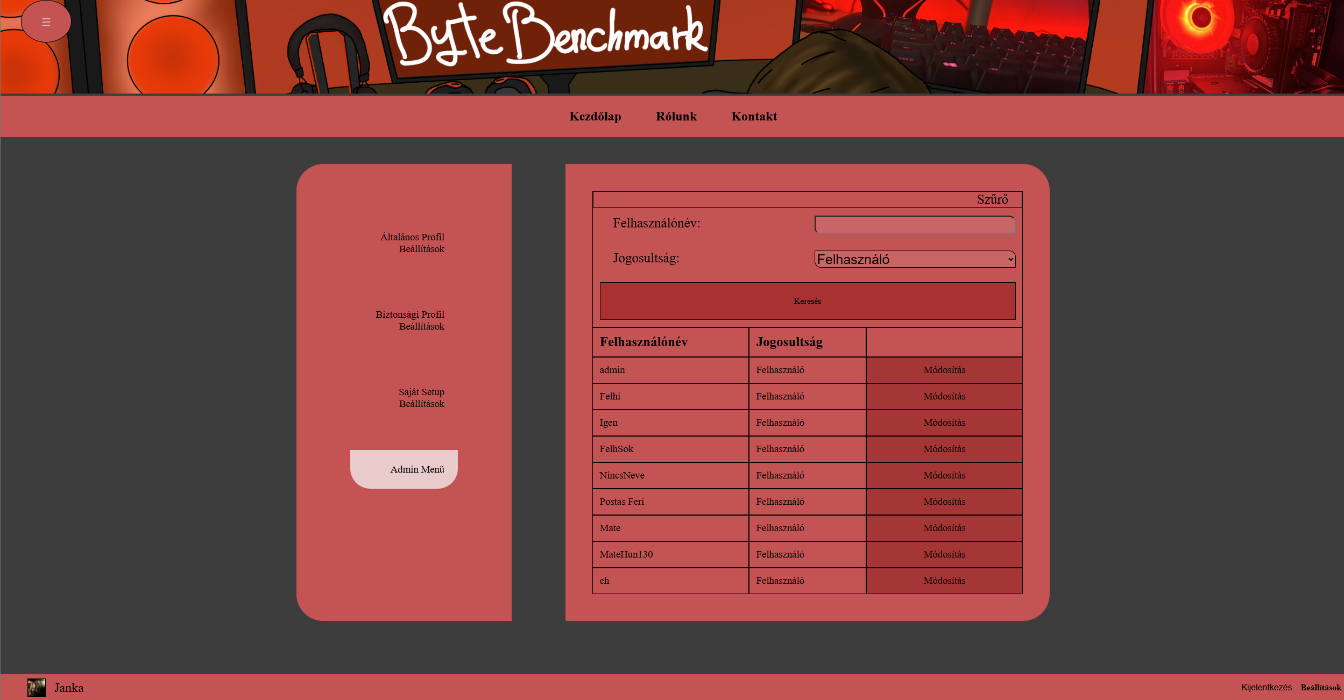 ☰
Byte Benchmark
Kezdőlap Rólunk Kontakt
Általános Profil
Beállítások
Biztonsági Profil
Beállítások
Saját Setup
Beállítások
Admin Menü
Szűrő
Felhasználónév:
Jogosultság: Felhasználó
Keresés
Felhasználónév Jogosultság
admin Felhasználó Módosítás
Felhi Felhasználó Módosítás
Igen Felhasználó Módosítás
FelhSok Felhasználó Módosítás
NincsNeve Felhasználó Módosítás
Postas Feri Felhasználó Módosítás
Mate Felhasználó Módosítás
MateHun130 Felhasználó Módosítás
eh Felhasználó Módosítás
Janka Kijelentkezés Beállítások